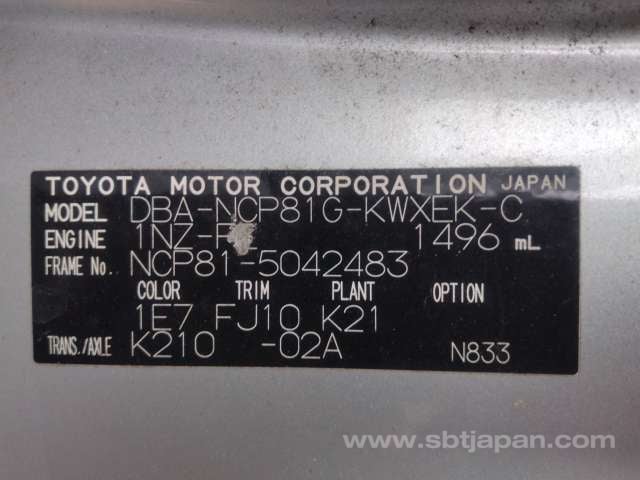 TOYOTA MOTOR CORPORATION JAPAN
MODEL DBA-NCP81G-KWXEK-C
ENGINE 1496 mL
FRAME No. NCP81-5042483
COLOR TRIM PLANT OPTION
1E7 FJ10 K21
TRANS./AXLE K210 -02A N833
www.sbtjapan.com